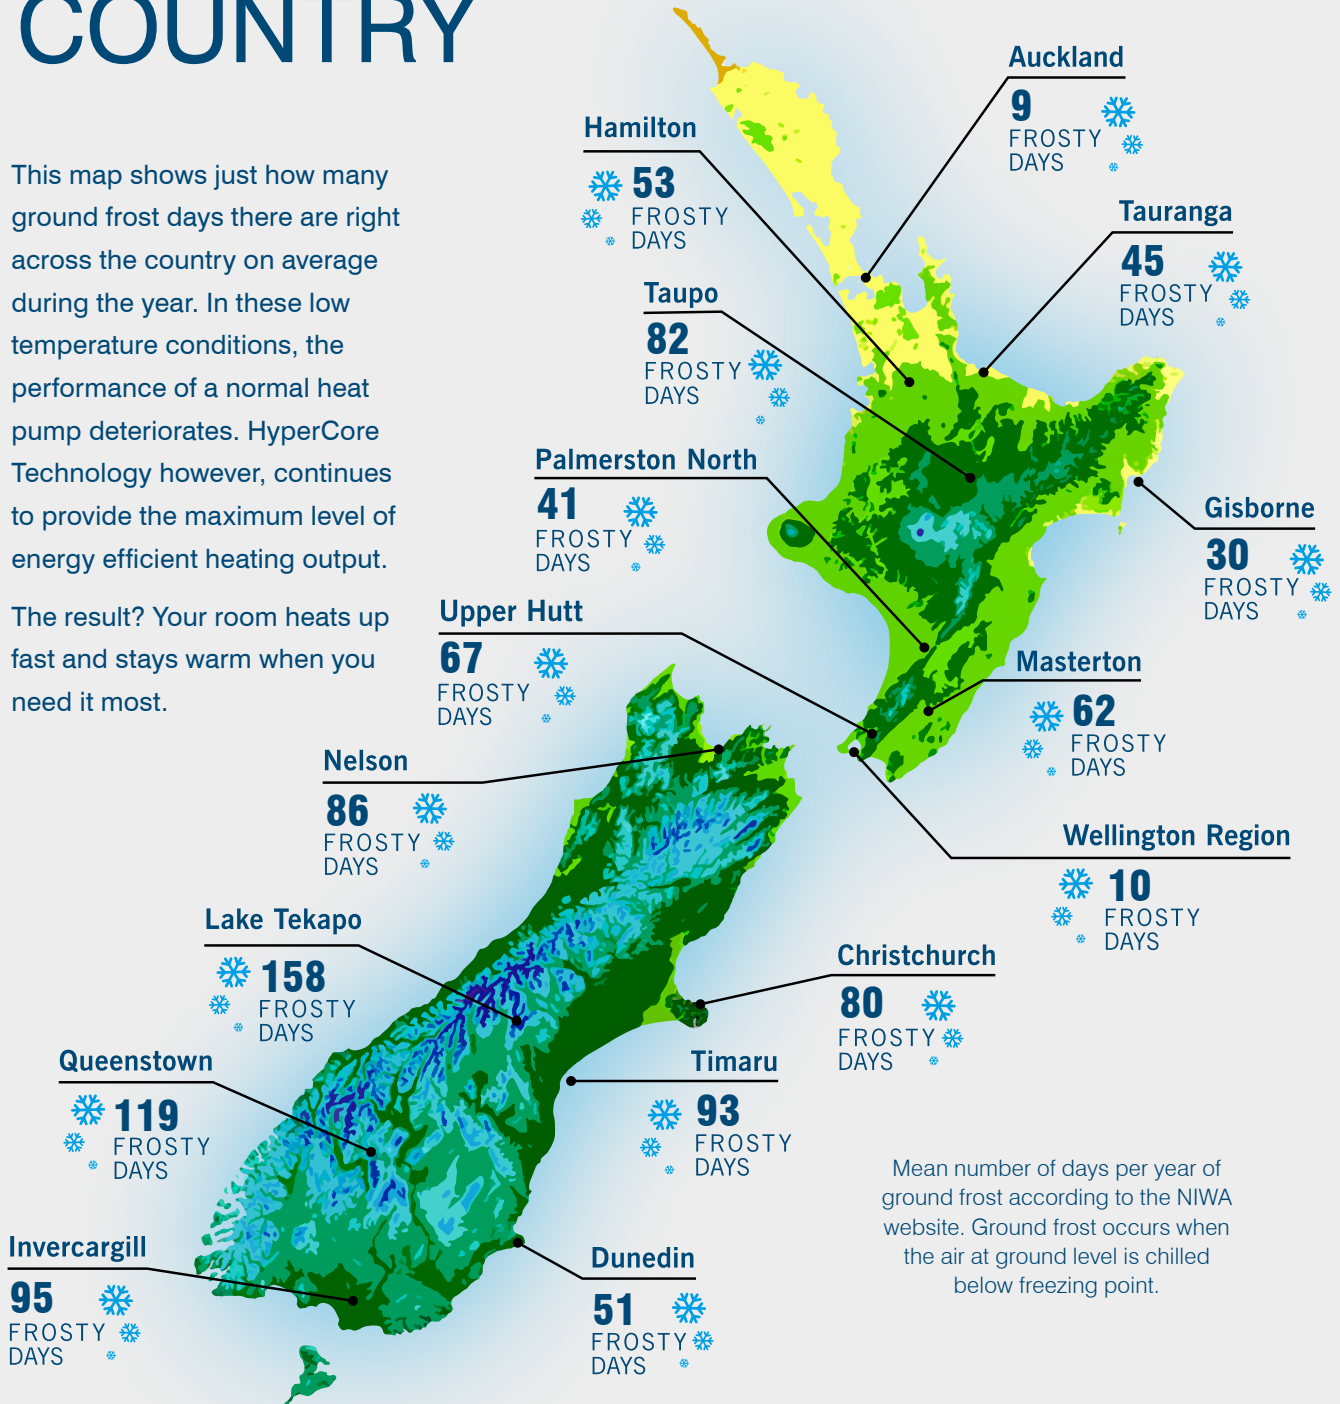 COUNTRY
This map shows just how many
ground frost days there are right
across the country on average
during the year. In these low
temperature conditions, the
performance of a normal heat
pump deteriorates. HyperCore
Technology however, continues
to provide the maximum level of
energy efficient heating output.
The result? Your room heats up
fast and stays warm when you
need it most.
Auckland
9
FROSTY
DAYS
Hamilton
53
FROSTY
DAYS
Tauranga
45
FROSTY
DAYS
Taupo
82
FROSTY
DAYS
Palmerston North
41
FROSTY
DAYS
Gisborne
30
FROSTY
DAYS
Upper Hutt
67
FROSTY
DAYS
Masterton
62
FROSTY
DAYS
Nelson
86
FROSTY
DAYS
Wellington Region
10
FROSTY
DAYS
Lake Tekapo
158
FROSTY
DAYS
Christchurch
80
FROSTY
DAYS
Queenstown
119
FROSTY
DAYS
Timaru
93
FROSTY
DAYS
Invercargill
95
FROSTY
DAYS
Dunedin
51
FROSTY
DAYS
Mean number of days per year of
ground frost according to the NIWA
website. Ground frost occurs when
the air at ground level is chilled
below freezing point.